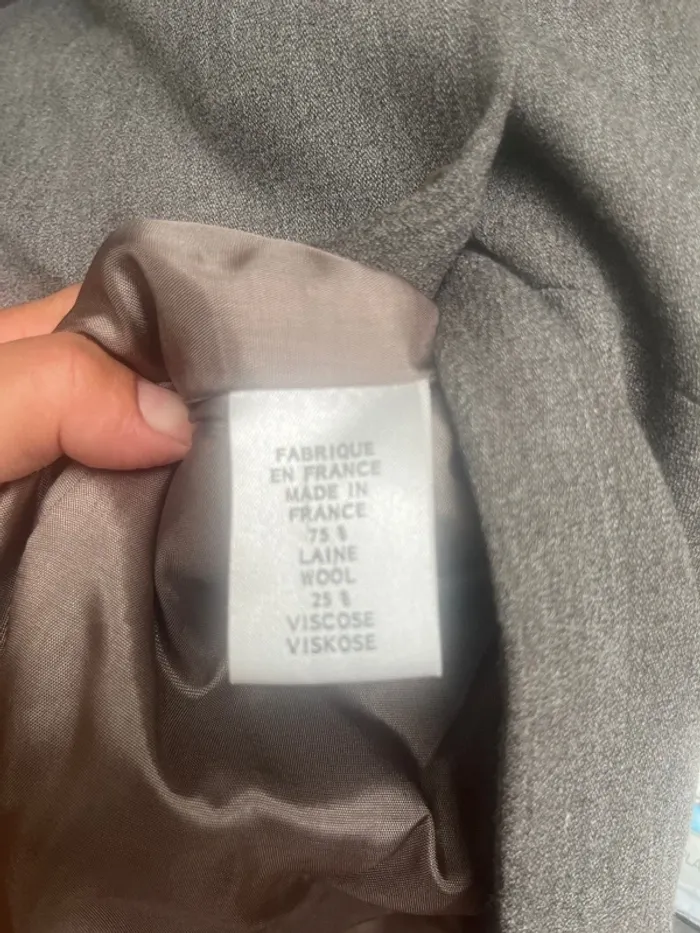 FABRIQUE
EN FRANCE
MADE IN
FRANCE
75 %
LAINE
WOOL
25 %
VISCOSE
VISKOSE